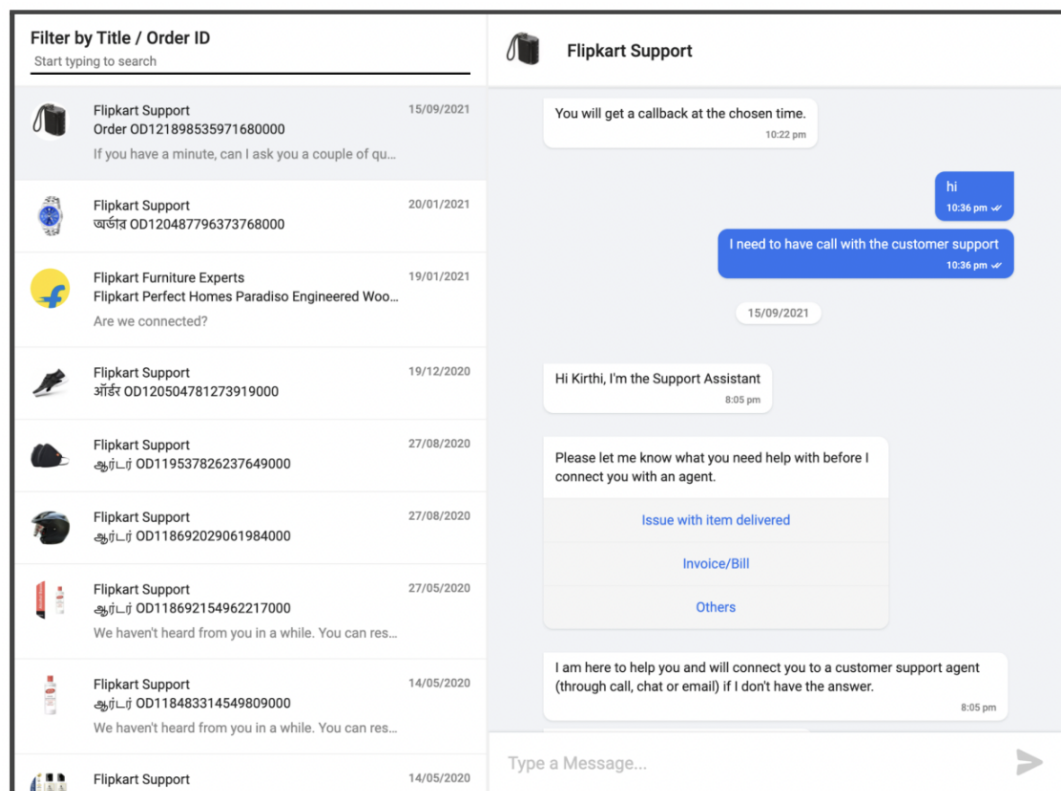 Filter by Title / Order ID
Start typing to search
Flipkart Support
15/09/2021
Order OD121898535971680000
If you have a minute, can I ask you a couple of qu...
Flipkart Support
20/01/2021
অর্ডার OD120487796373768000
Flipkart Furniture Experts
19/01/2021
Flipkart Perfect Homes Paradiso Engineered Woo...
Are we connected?
Flipkart Support
19/12/2020
ऑर्डर OD120504781273919000
Flipkart Support
27/08/2020
ஆர்டர் OD119537826237649000
Flipkart Support
27/08/2020
ஆர்டர் OD118692029061984000
Flipkart Support
27/05/2020
ஆர்டர் OD118692154962217000
We haven't heard from you in a while. You can res...
Flipkart Support
14/05/2020
ஆர்டர் OD118483314549809000
We haven't heard from you in a while. You can res...
Flipkart Support
14/05/2020
Flipkart Support
You will get a callback at the chosen time.
10:22 pm
hi
10:36 pm
I need to have call with the customer support
10:36 pm
15/09/2021
Hi Kirthi, I'm the Support Assistant
8:05 pm
Please let me know what you need help with before I
connect you with an agent.
Issue with item delivered
Invoice/Bill
Others
I am here to help you and will connect you to a customer support agent
(through call, chat or email) if I don't have the answer.
8:05 pm
Type a Message...